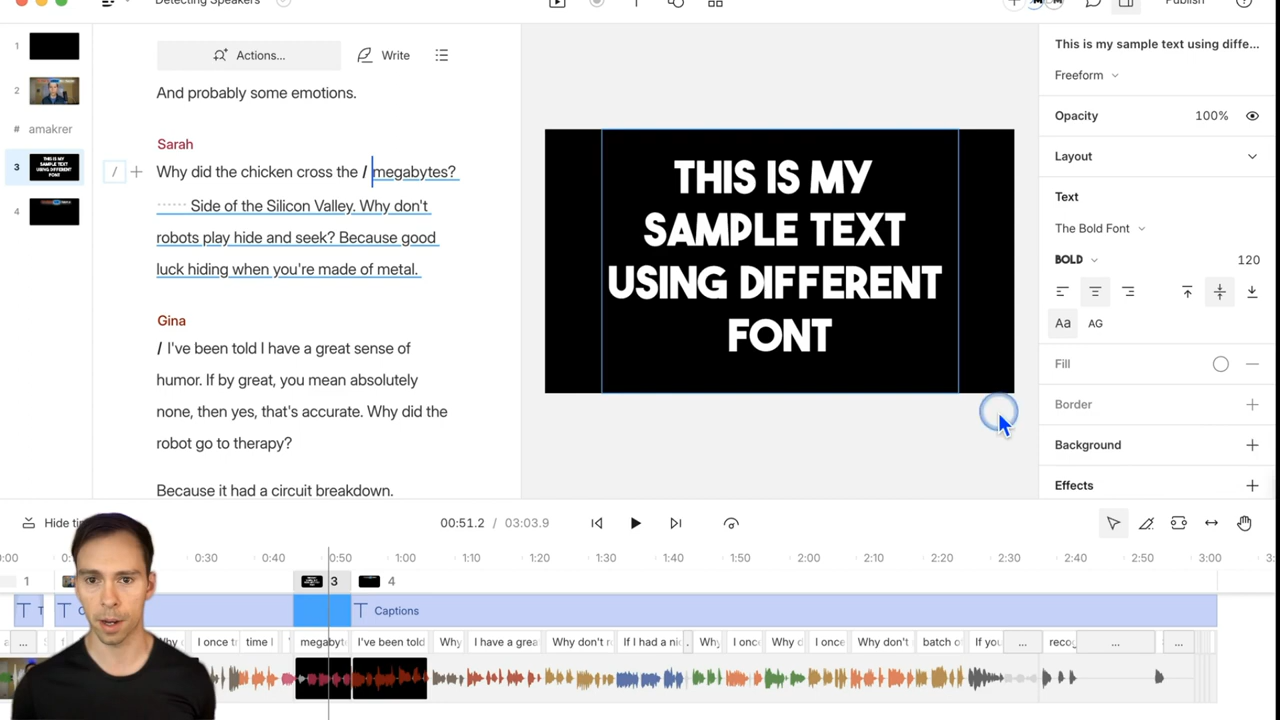 Detecting Speakers
Publish
1
2
# amakrer
3
4
Actions...
Write
And probably some emotions.
Sarah
Why did the chicken cross the / megabytes?
Side of the Silicon Valley. Why don't
robots play hide and seek? Because good
luck hiding when you're made of metal.
Gina
/ I've been told I have a great sense of
humor. If by great, you mean absolutely
none, then yes, that's accurate. Why did the
robot go to therapy?
Because it had a circuit breakdown.
THIS IS MY
SAMPLE TEXT
USING DIFFERENT
FONT
This is my sample text using diffe...
Freeform
Opacity 100%
Layout
Text
The Bold Font
BOLD 120
Aa AG
Fill
Border
Background
Effects
00:51.2 / 03:03.9
0:30 0:40 0:50 1:00 1:10 1:20 1:30 1:40 1:50 2:00 2:10 2:20 2:30 2:40 2:50 3:00
1 3 4
Captions
I once tr time I megabyt I've been told Why I have a grea Why don't r If I had a ni Why I onc Why d I once Why don't batch o If you ... reco ... ...